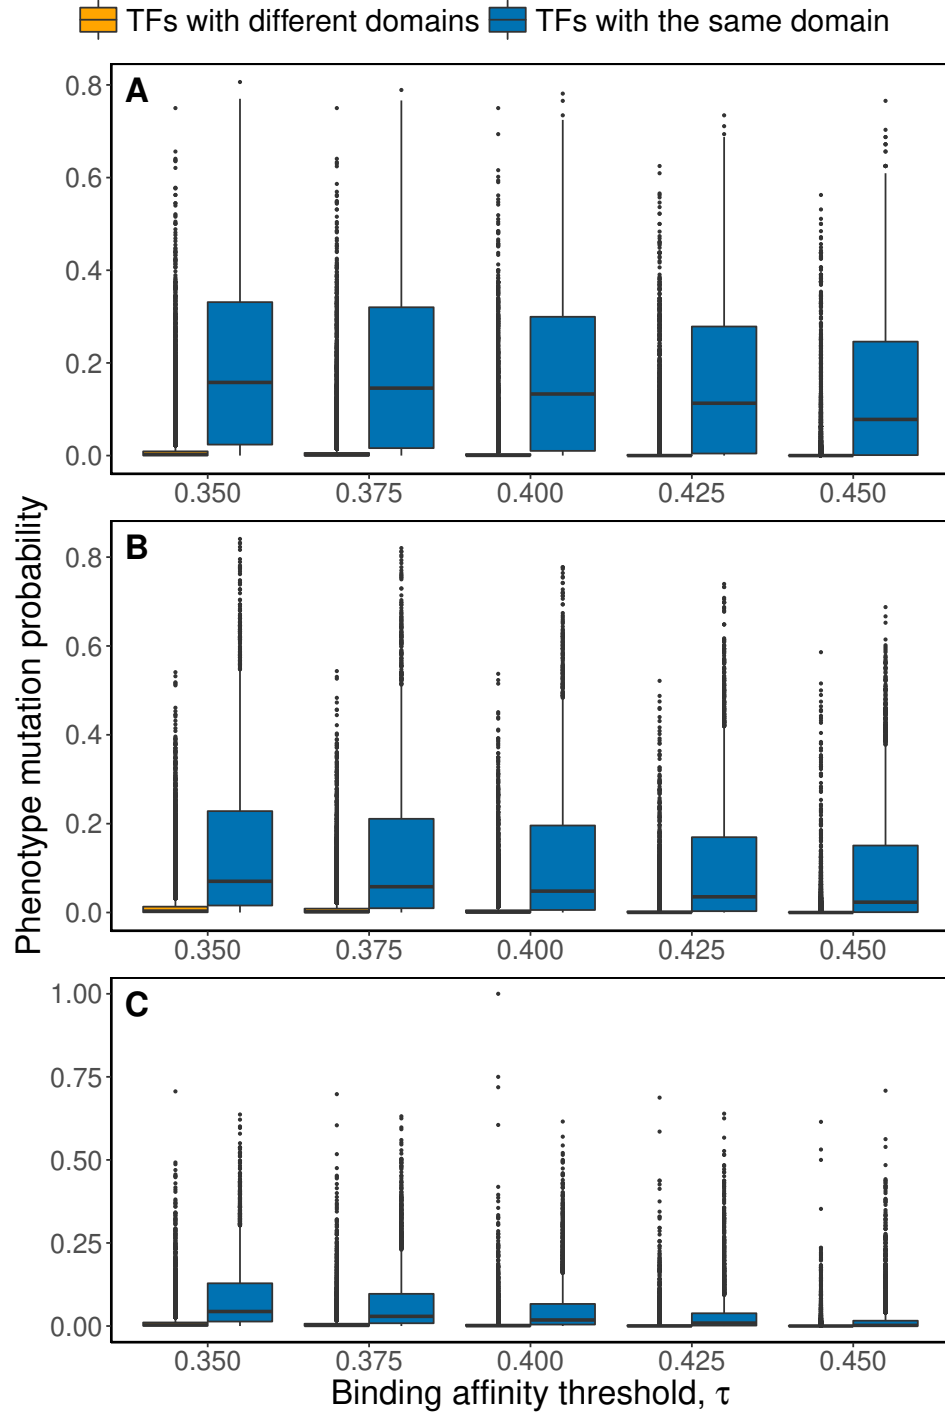 TFs with different domains TFs with the same domain
A
0.8
0.6
0.4
0.2
0.0
0.350 0.375 0.400 0.425 0.450
Phenotype mutation probability
B
0.8
0.6
0.4
0.2
0.0
0.350 0.375 0.400 0.425 0.450
C
1.00
0.75
0.50
0.25
0.00
0.350 0.375 0.400 0.425 0.450
Binding affinity threshold, τ